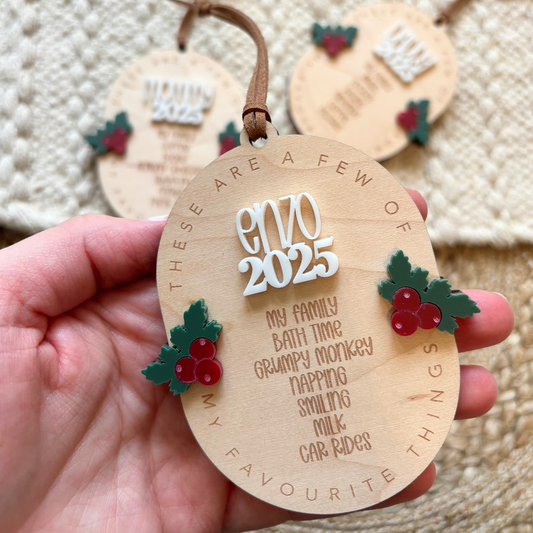 THESE ARE A FEW OF
enzo
2025
MY FAMILY
BATH TIME
GRUMPY MONKEY
NAPPING
SMILING
MILK
CAR RIDES
MY FAVOURITE THINGS
2025